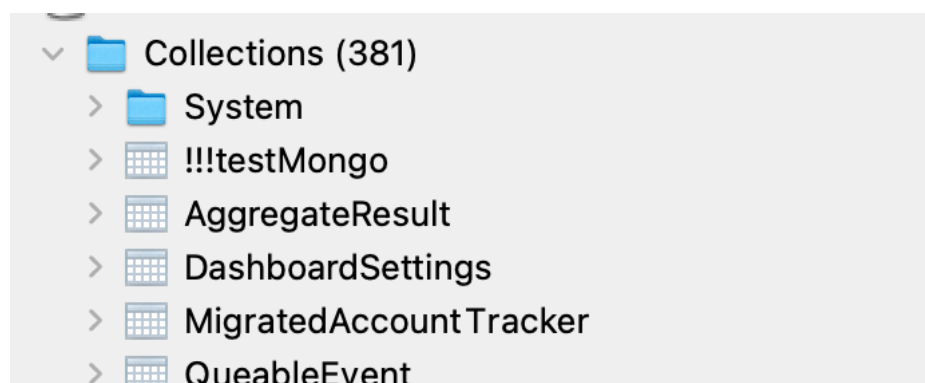 Collections (381)
System
!!!testMongo
AggregateResult
DashboardSettings
MigratedAccountTracker
QueableEvent